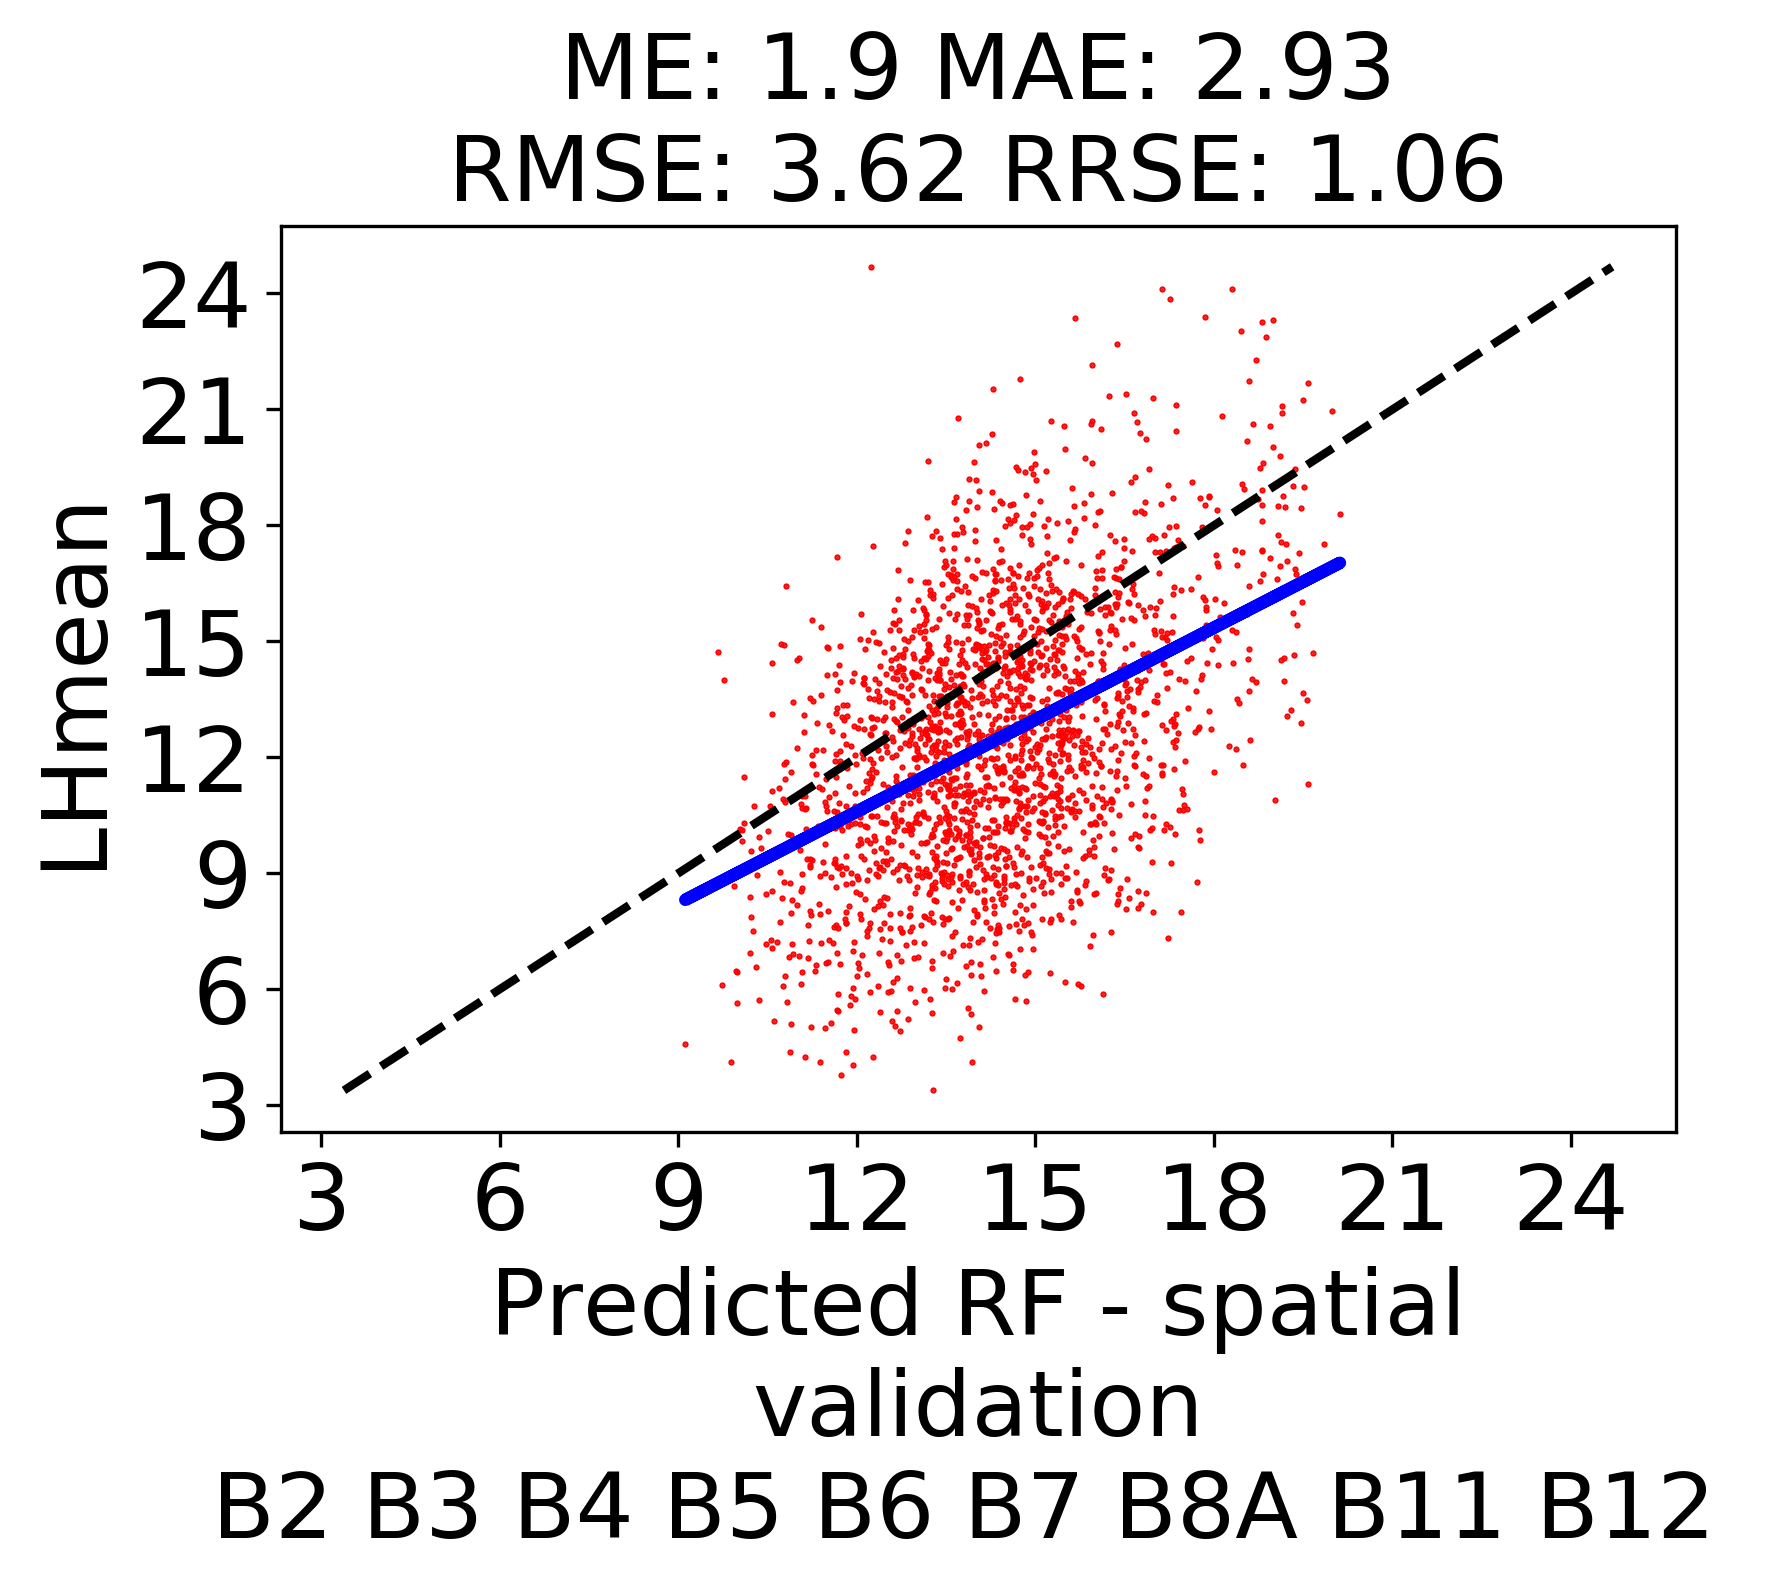 ME: 1.9 MAE: 2.93
RMSE: 3.62 RRSE: 1.06
24
21
18
15
12
9
6
3
LHmean
3 6 9 12 15 18 21 24
Predicted RF - spatial
validation
B2 B3 B4 B5 B6 B7 B8A B11 B12